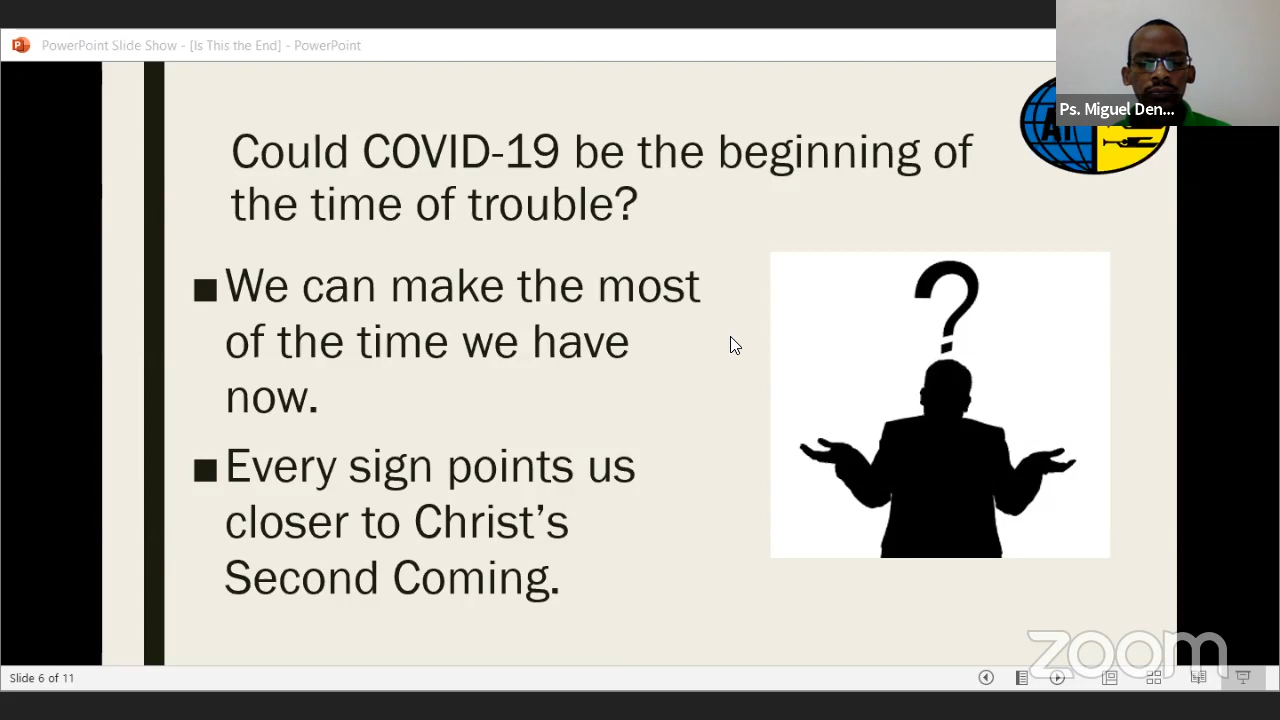 PowerPoint Slide Show - [Is This the End] - PowerPoint
Ps. Miguel Den...
Could COVID-19 be the beginning of
the time of trouble?
■ We can make the most
of the time we have
now.
■ Every sign points us
closer to Christ’s
Second Coming.
?
zoom
Slide 6 of 11